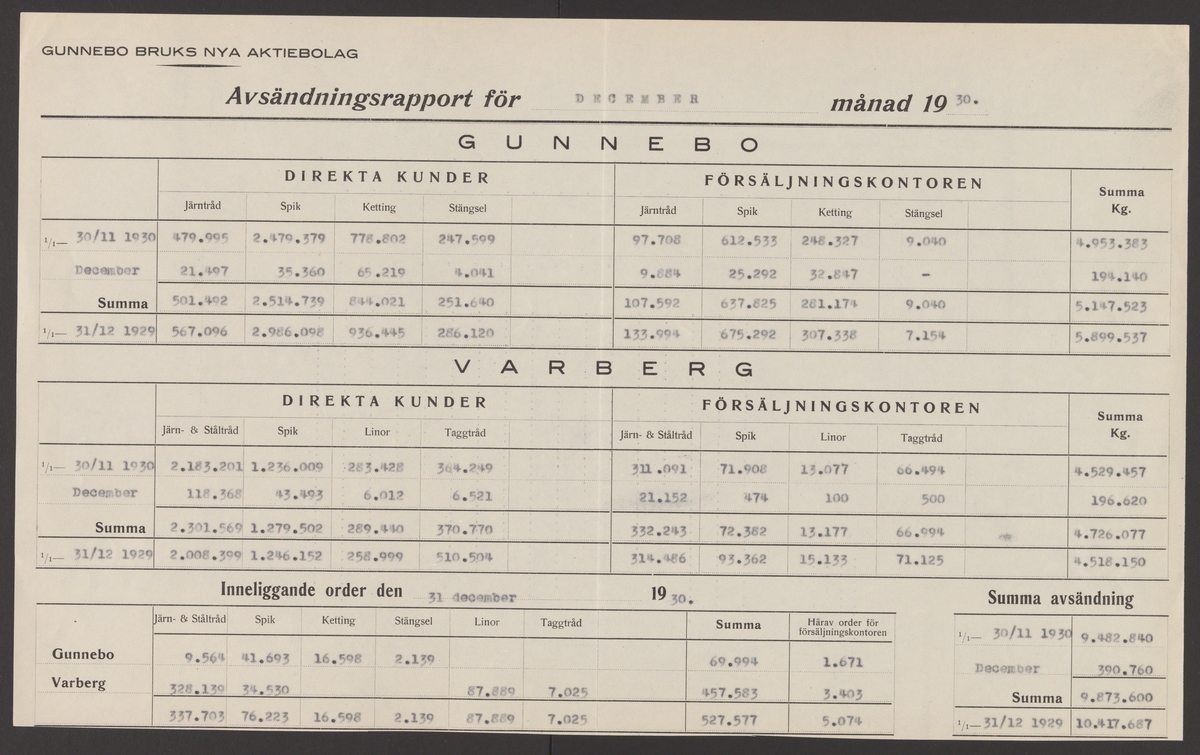 GUNNEBO BRUKS NYA AKTIEBOLAG
Avsändningsrapport för DECEMBER månad 1930.
GUNNEBO
DIREKTA KUNDER FÖRSÄLJNINGSKONTOREN Summa Kg.
Järntråd Spik Ketting Stängsel Järntråd Spik Ketting Stängsel
1/1— 30/11 1930 479.995 2.479.379 778.802 247.599 97.708 612.533 248.327 9.040 4.953.383
December 21.497 35.360 65.219 4.041 9.884 25.292 32.847 - 194.140
Summa 501.492 2.514.739 844.021 251.640 107.592 637.825 281.174 9.040 5.147.523
1/1— 31/12 1929 567.096 2.986.098 936.445 286.120 133.994 675.292 307.338 7.154 5.899.537
VARBERG
DIREKTA KUNDER FÖRSÄLJNINGSKONTOREN Summa Kg.
Järn- & Ståltråd Spik Linor Taggtråd Järn- & Ståltråd Spik Linor Taggtråd
1/1— 30/11 1930 2.183.201 1.236.009 283.428 364.249 311.091 71.908 13.077 66.494 4.529.457
December 118.368 43.493 6.012 6.521 21.152 474 100 500 196.620
Summa 2.301.569 1.279.502 289.440 370.770 332.243 72.382 13.177 66.994 4.726.077
1/1— 31/12 1929 2.008.399 1.246.152 258.999 510.504 314.486 93.362 15.133 71.125 4.518.150
Inneliggande order den 31 december 1930.
Järn- & Ståltråd Spik Ketting Stängsel Linor Taggtråd Summa Härav order för försäljningskontoren
Gunnebo 9.564 41.693 16.598 2.139 69.994 1.671
Varberg 328.139 34.530 87.889 7.025 457.583 3.403
337.703 76.223 16.598 2.139 87.889 7.025 527.577 5.074
Summa avsändning
1/1— 30/11 1930 9.482.840
December 390.760
Summa 9.873.600
1/1— 31/12 1929 10.417.687